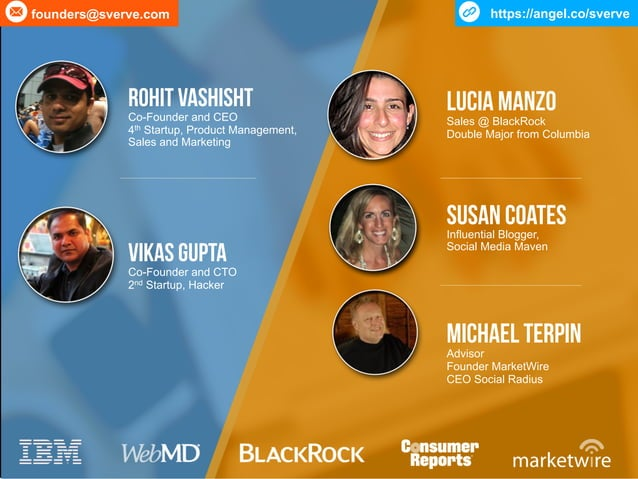 founders@sverve.com
https://angel.co/sverve
ROHIT VASHISHT
Co-Founder and CEO
4th Startup, Product Management,
Sales and Marketing
VIKAS GUPTA
Co-Founder and CTO
2nd Startup, Hacker
LUCIA MANZO
Sales @ BlackRock
Double Major from Columbia
SUSAN COATES
Influential Blogger,
Social Media Maven
MICHAEL TERPIN
Advisor
Founder MarketWire
CEO Social Radius
IBM
WebMD
BLACKROCK
Consumer
Reports
marketwire